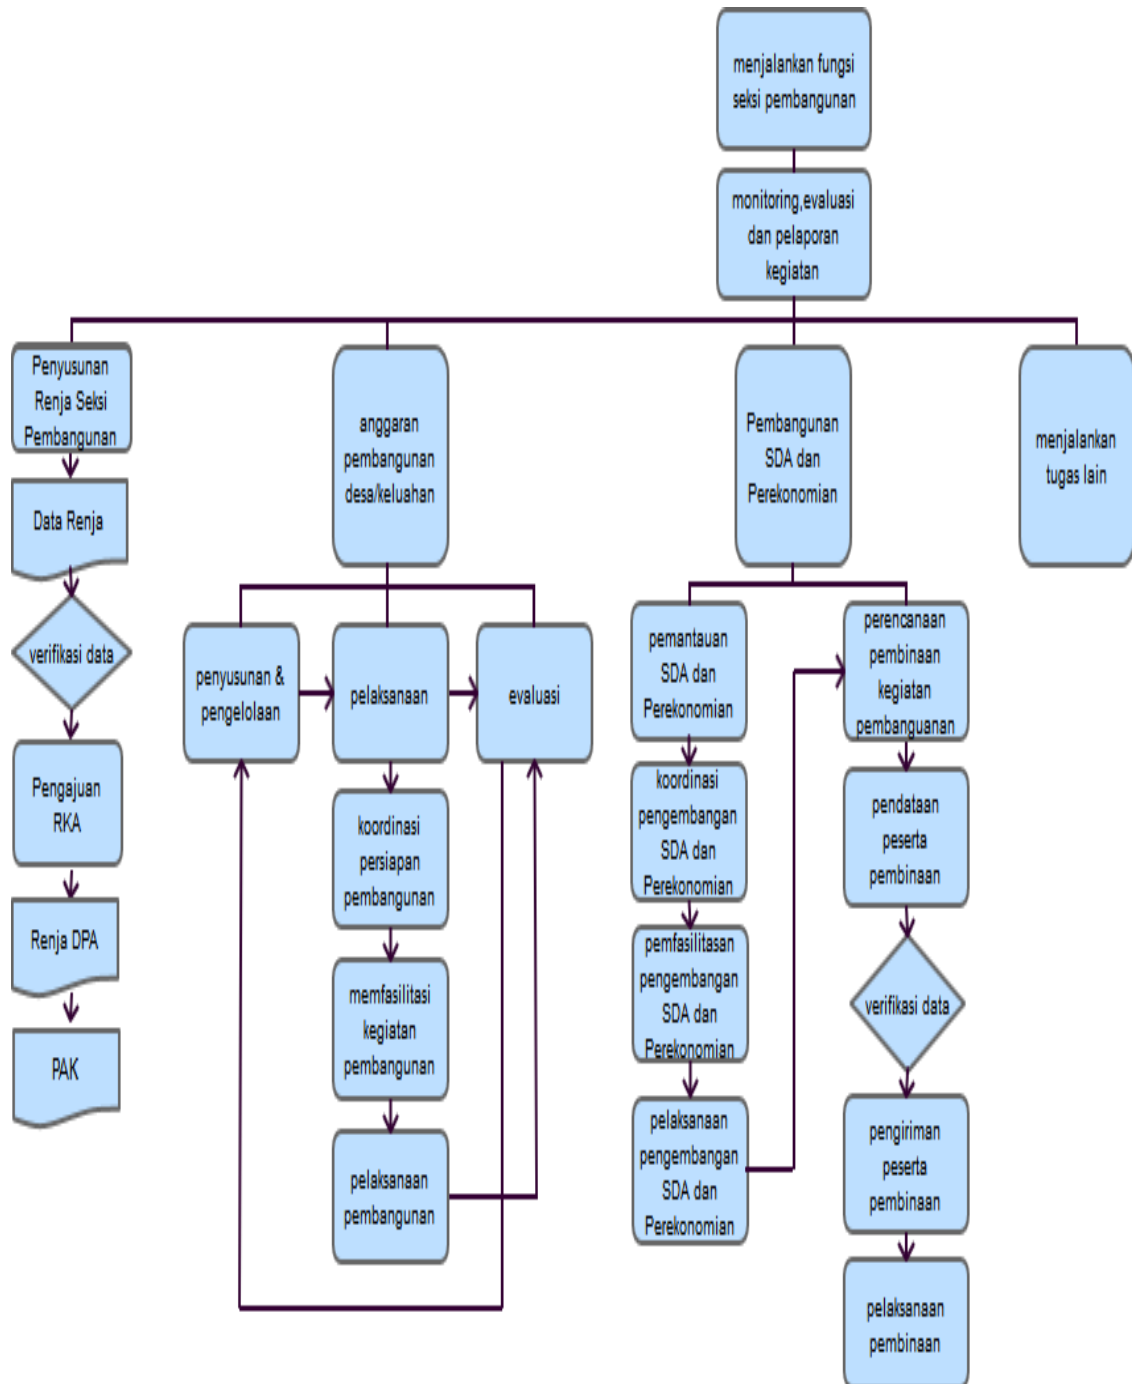 menjalankan fungsi
seksi pembangunan
monitoring,evaluasi
dan pelaporan
kegiatan
Penyusunan
Renja Seksi
Pembangunan
Data Renja
verifikasi data
Pengajuan
RKA
Renja DPA
PAK
anggaran
pembangunan
desa/keluahan
penyusunan &
pengelolaan
pelaksanaan
evaluasi
koordinasi
persiapan
pembangunan
memfasilitasi
kegiatan
pembangunan
pelaksanaan
pembangunan
Pembangunan
SDA dan
Perekonomian
pemantauan
SDA dan
Perekonomian
koordinasi
pengembangan
SDA dan
Perekonomian
pemfasilitasan
pengembangan
SDA dan
Perekonomian
pelaksanaan
pengembangan
SDA dan
Perekonomian
perencanaan
pembinaan
kegiatan
pembanguanan
pendataan
peserta
pembinaan
verifikasi data
pengiriman
peserta
pembinaan
pelaksanaan
pembinaan
menjalankan
tugas lain